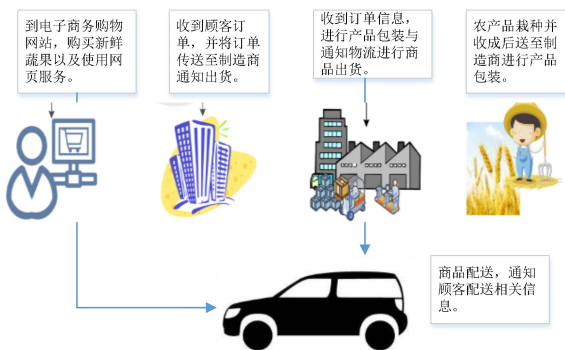 到电子商务购物
网站，购买新鲜
蔬果以及使用网
页服务。
收到顾客订
单，并将订单
传送至制造商
通知出货。
收到订单信息，
进行产品包装与
通知物流进行商
品出货。
农产品栽种并
收成后送至制
造商进行产品
包装。
商品配送，通知
顾客配送相关信
息。